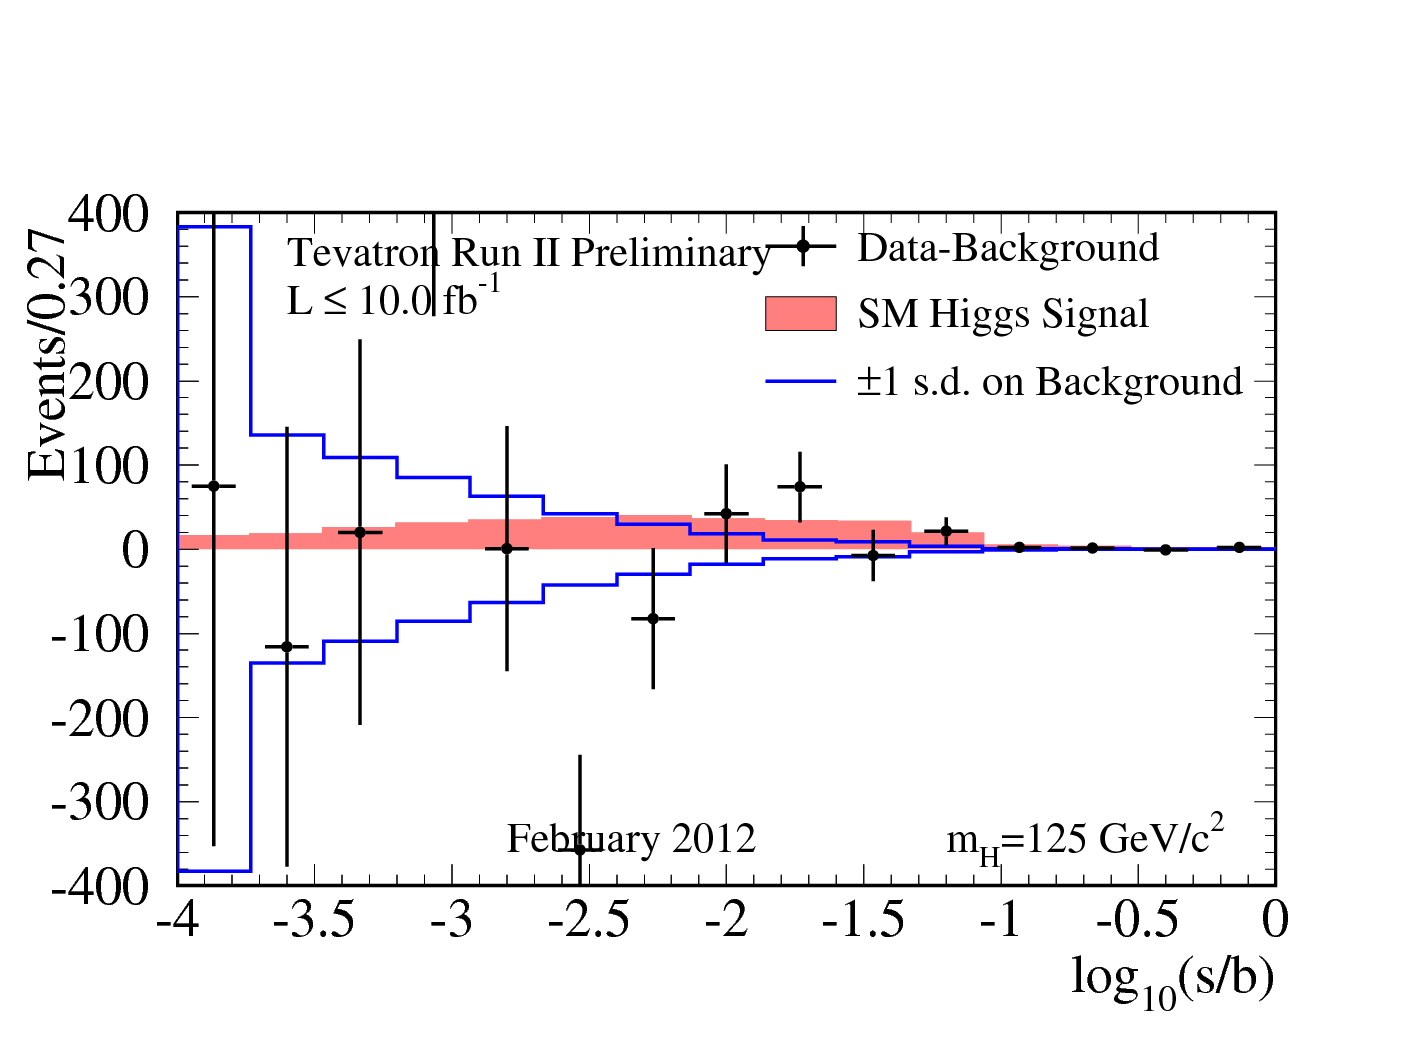 Tevatron Run II Preliminary
L ≤ 10.0 fb⁻¹
Data-Background
SM Higgs Signal
±1 s.d. on Background
Events/0.27
400
300
200
100
0
-100
-200
-300
-400
February 2012
m_H=125 GeV/c²
-4 -3.5 -3 -2.5 -2 -1.5 -1 -0.5 0
log₁₀(s/b)